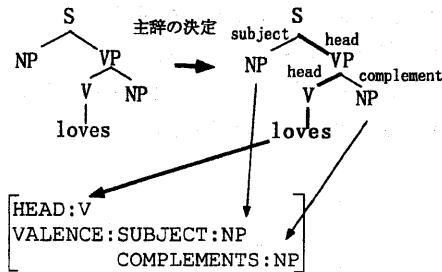 S
主辞の決定
S
subject
head
NP
VP
NP
VP
head
complement
V
NP
V
NP
loves
loves
HEAD:V
VALENCE:SUBJECT:NP
COMPLEMENTS:NP